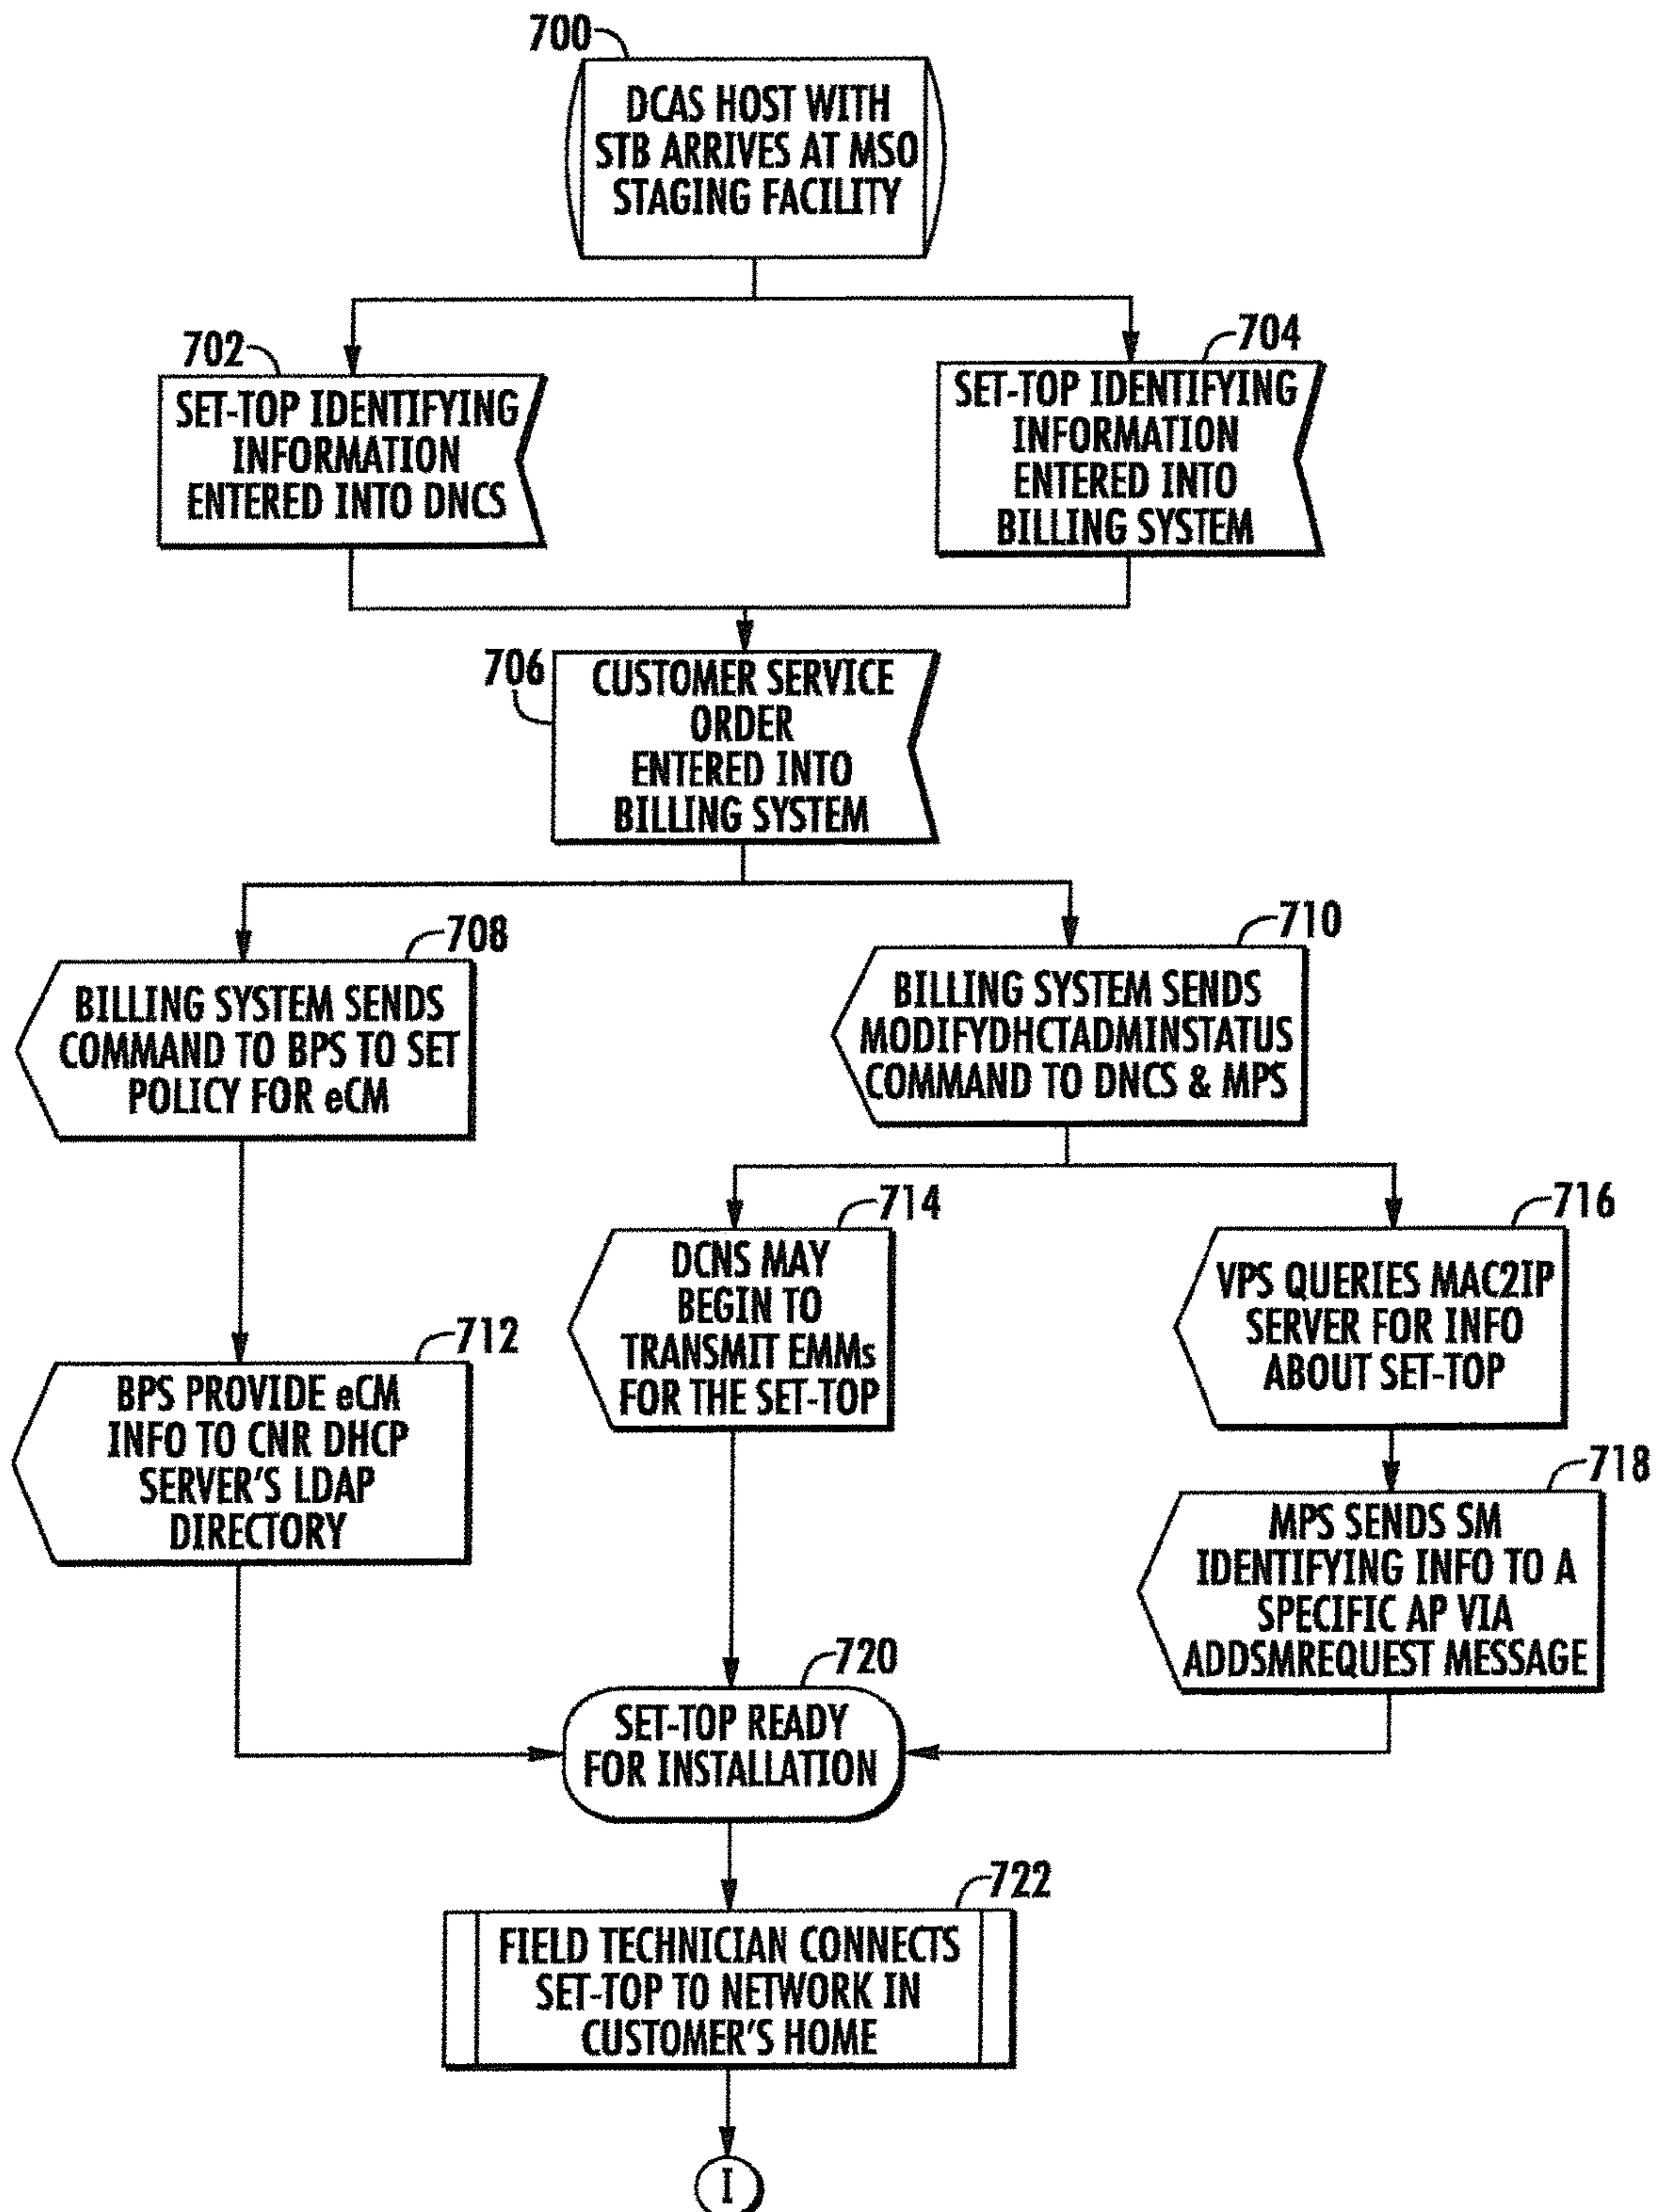 700
DCAS HOST WITH
STB ARRIVES AT MSO
STAGING FACILITY
702
SET-TOP IDENTIFYING
INFORMATION
ENTERED INTO DNCS
704
SET-TOP IDENTIFYING
INFORMATION
ENTERED INTO
BILLING SYSTEM
706
CUSTOMER SERVICE
ORDER
ENTERED INTO
BILLING SYSTEM
708
BILLING SYSTEM SENDS
COMMAND TO BPS TO SET
POLICY FOR eCM
710
BILLING SYSTEM SENDS
MODIFYDHCTADMINSTATUS
COMMAND TO DNCS & MPS
712
BPS PROVIDE eCM
INFO TO CNR DHCP
SERVER'S LDAP
DIRECTORY
714
DCNS MAY
BEGIN TO
TRANSMIT EMMs
FOR THE SET-TOP
716
VPS QUERIES MAC2IP
SERVER FOR INFO
ABOUT SET-TOP
718
MPS SENDS SM
IDENTIFYING INFO TO A
SPECIFIC AP VIA
ADDSMREQUEST MESSAGE
720
SET-TOP READY
FOR INSTALLATION
722
FIELD TECHNICIAN CONNECTS
SET-TOP TO NETWORK IN
CUSTOMER'S HOME
I